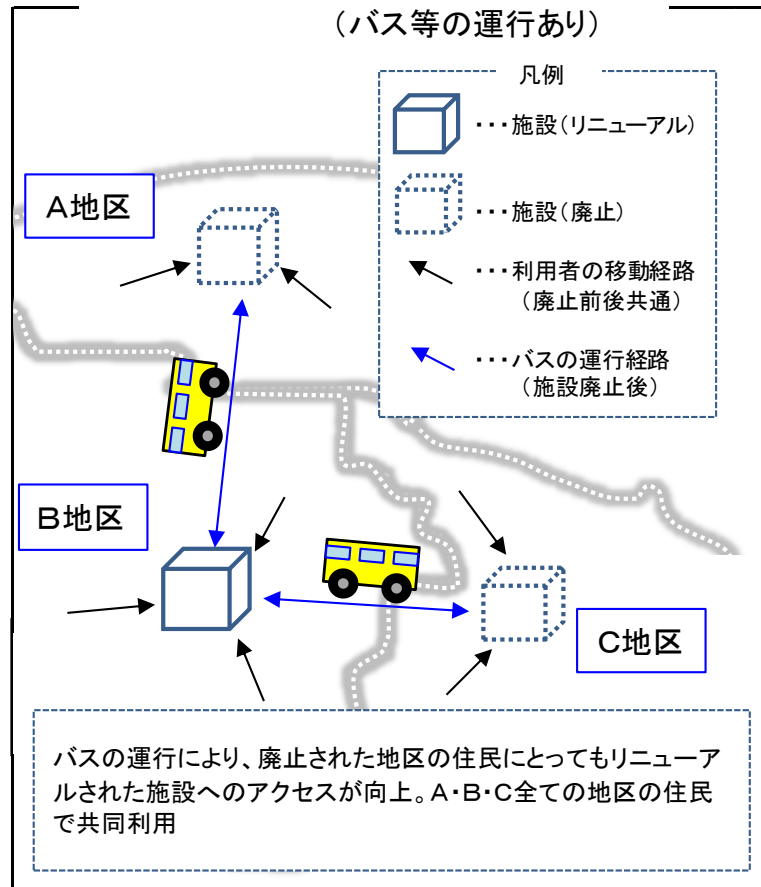 (バス等の運行あり)
凡例
・・・施設(リニューアル)
・・・施設(廃止)
・・・利用者の移動経路
(廃止前後共通)
・・・バスの運行経路
(施設廃止後)
A地区
B地区
C地区
バスの運行により、廃止された地区の住民にとってもリニューア
ルされた施設へのアクセスが向上。A・B・C全ての地区の住民
で共同利用